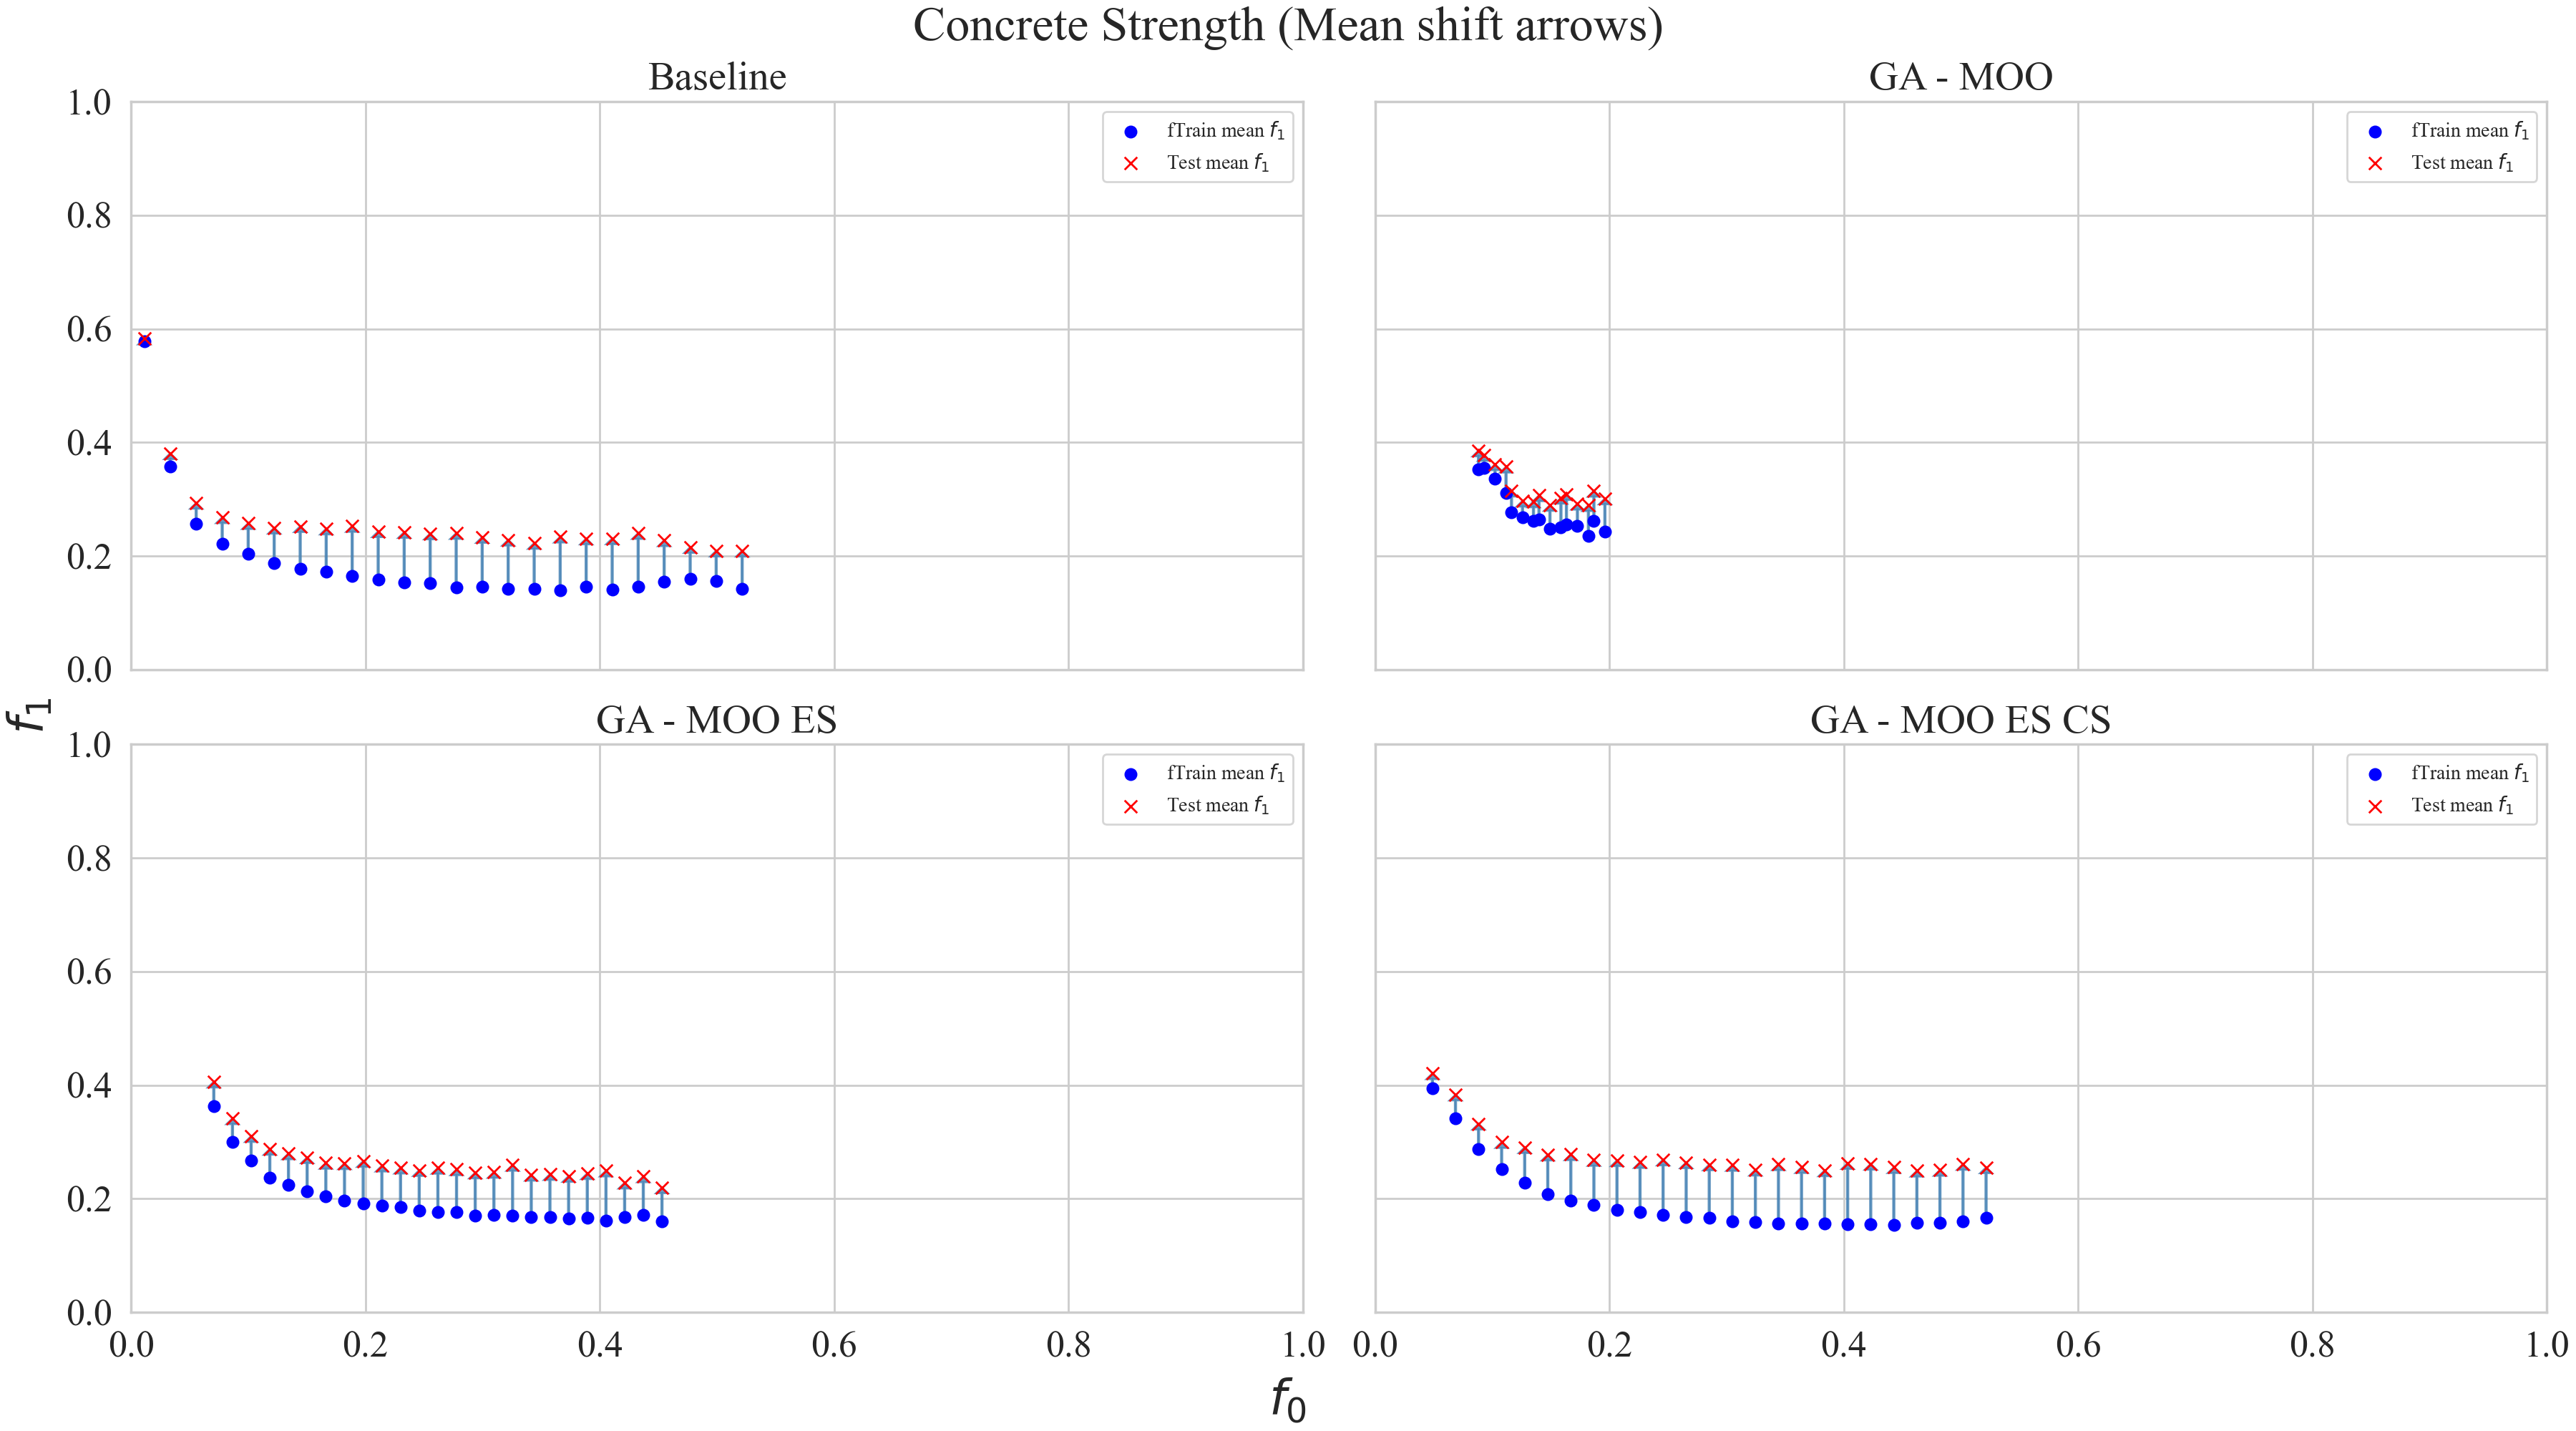 Concrete Strength (Mean shift arrows)
Baseline
1.0
0.8
0.6
0.4
0.2
0.0
fTrain mean f1
Test mean f1
GA - MOO
fTrain mean f1
Test mean f1
f1
GA - MOO ES
1.0
0.8
0.6
0.4
0.2
0.0
0.0 0.2 0.4 0.6 0.8 1.0
fTrain mean f1
Test mean f1
GA - MOO ES CS
fTrain mean f1
Test mean f1
0.0 0.2 0.4 0.6 0.8 1.0
f0